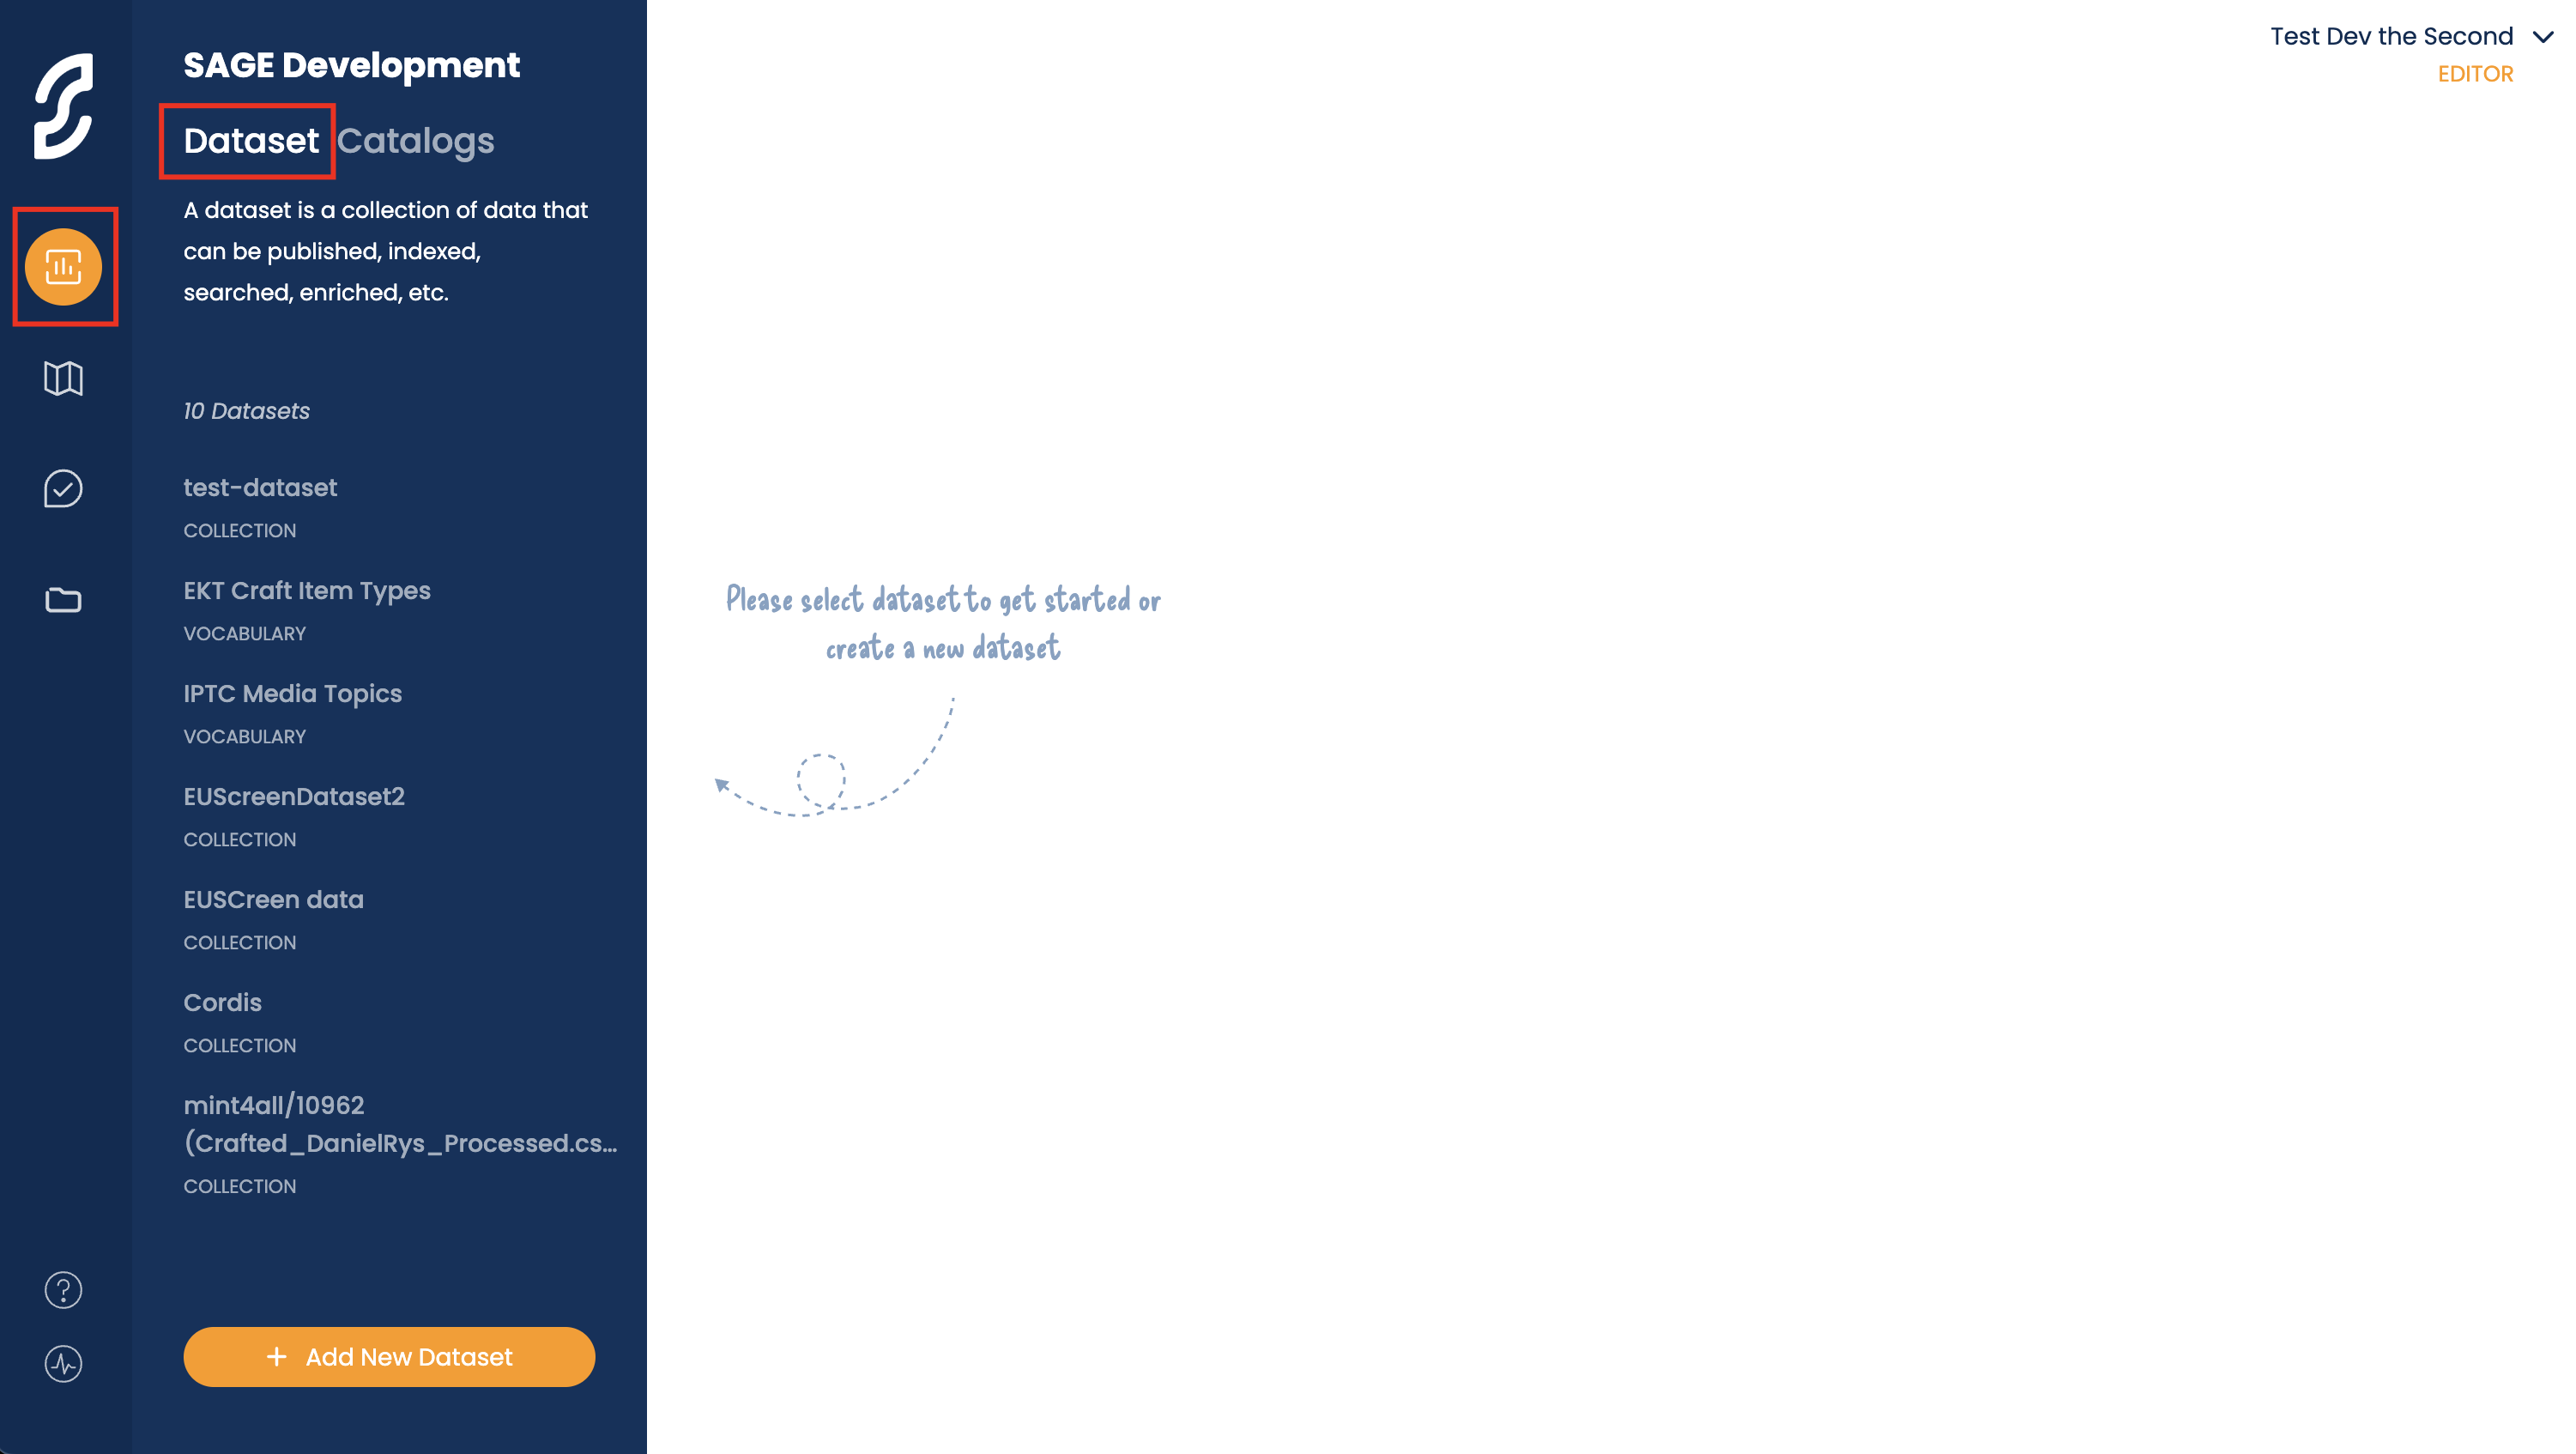 SAGE Development
Dataset Catalogs
A dataset is a collection of data that
can be published, indexed,
searched, enriched, etc.
10 Datasets
test-dataset
COLLECTION
EKT Craft Item Types
VOCABULARY
IPTC Media Topics
VOCABULARY
EUScreenDataset2
COLLECTION
EUSCreen data
COLLECTION
Cordis
COLLECTION
mint4all/10962
(Crafted_DanielRys_Processed.cs...
COLLECTION
+ Add New Dataset
Test Dev the Second
EDITOR
Please select dataset to get started or
create a new dataset